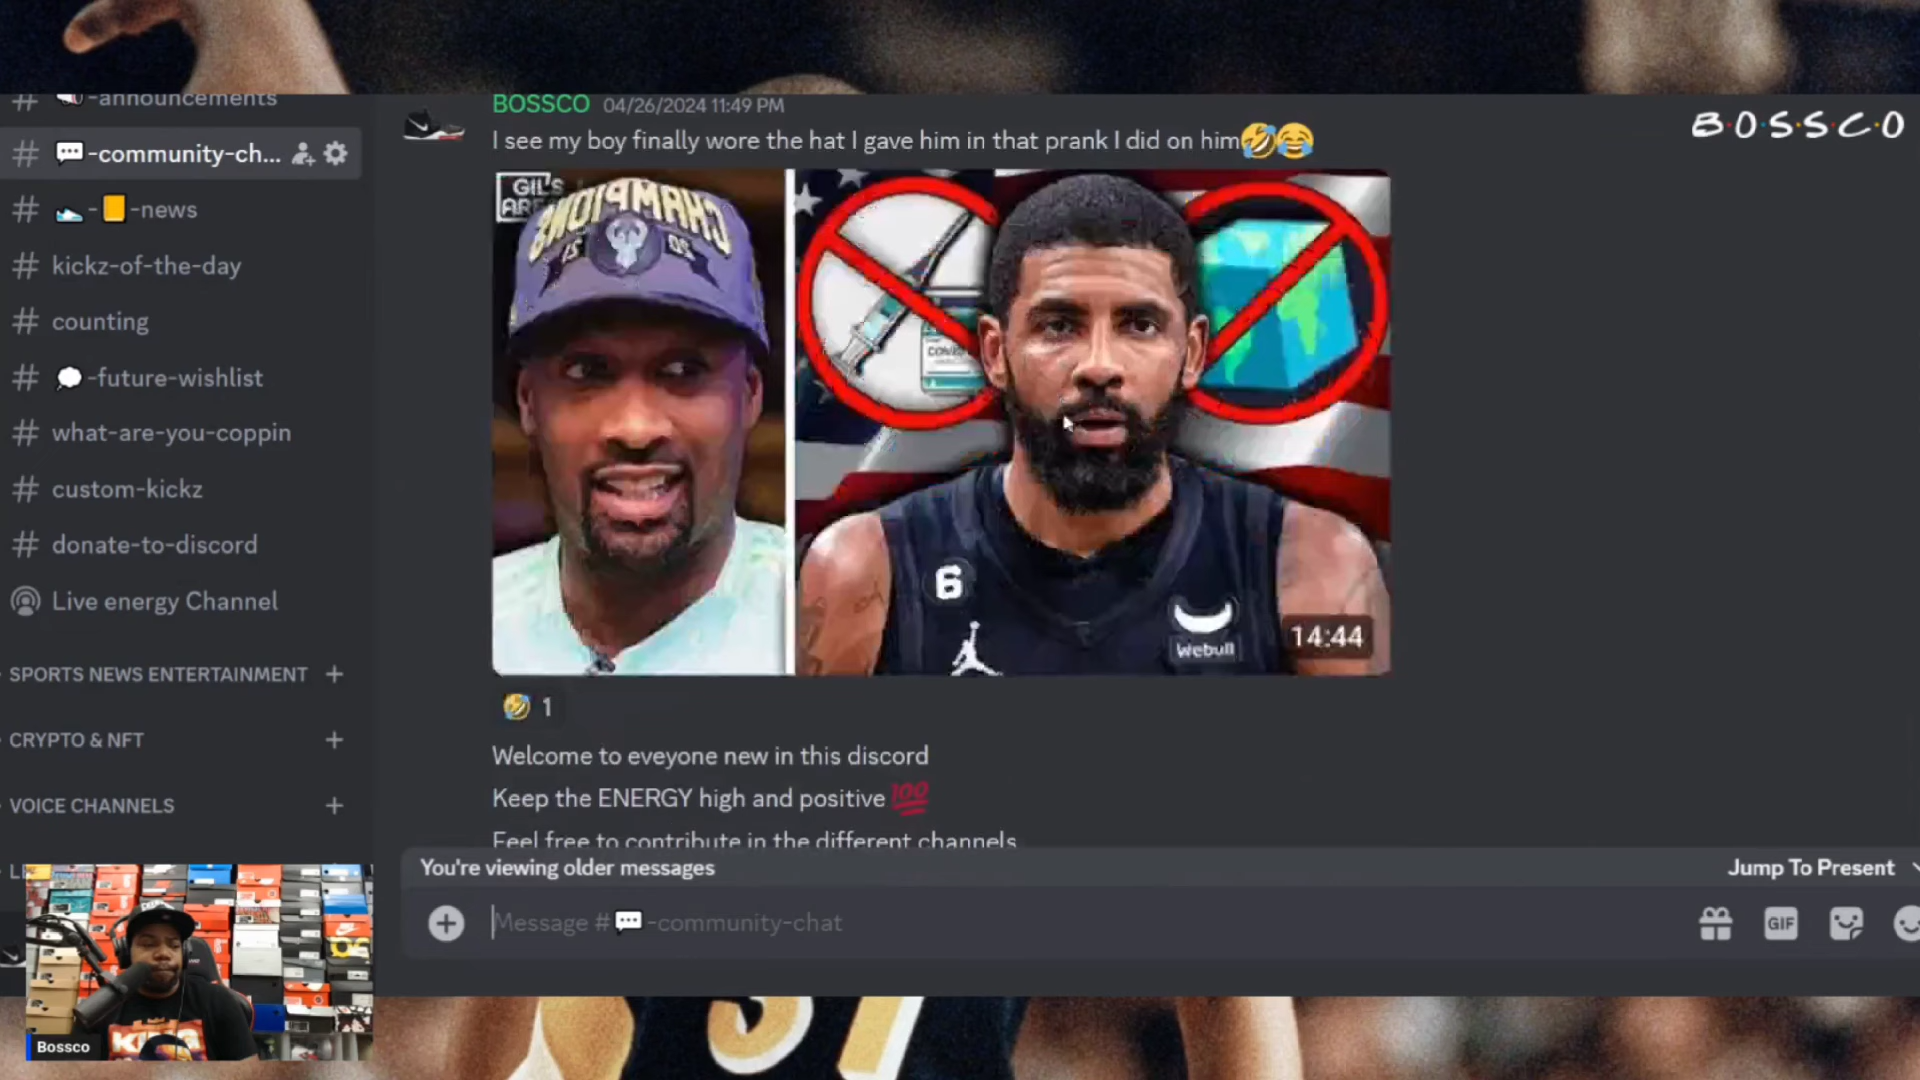 -announcements
BOSSCO 04/26/2024 11:49 PM
B·O·S·S·C·O
I see my boy finally wore the hat I gave him in that prank I did on him🤣😂
# 💬-community-ch...
# 👟-📒-news
# kickz-of-the-day
# counting
# 💭-future-wishlist
# what-are-you-coppin
# custom-kickz
# donate-to-discord
Live energy Channel
SPORTS NEWS ENTERTAINMENT +
CRYPTO & NFT +
VOICE CHANNELS +
GIL'S
CHAMPIONS
20 21
6
Webull
14:44
🤣 1
Welcome to eveyone new in this discord
Keep the ENERGY high and positive 💯
Feel free to contribute in the different channels
You're viewing older messages
Jump To Present
Message #💬-community-chat
GIF
Bossco